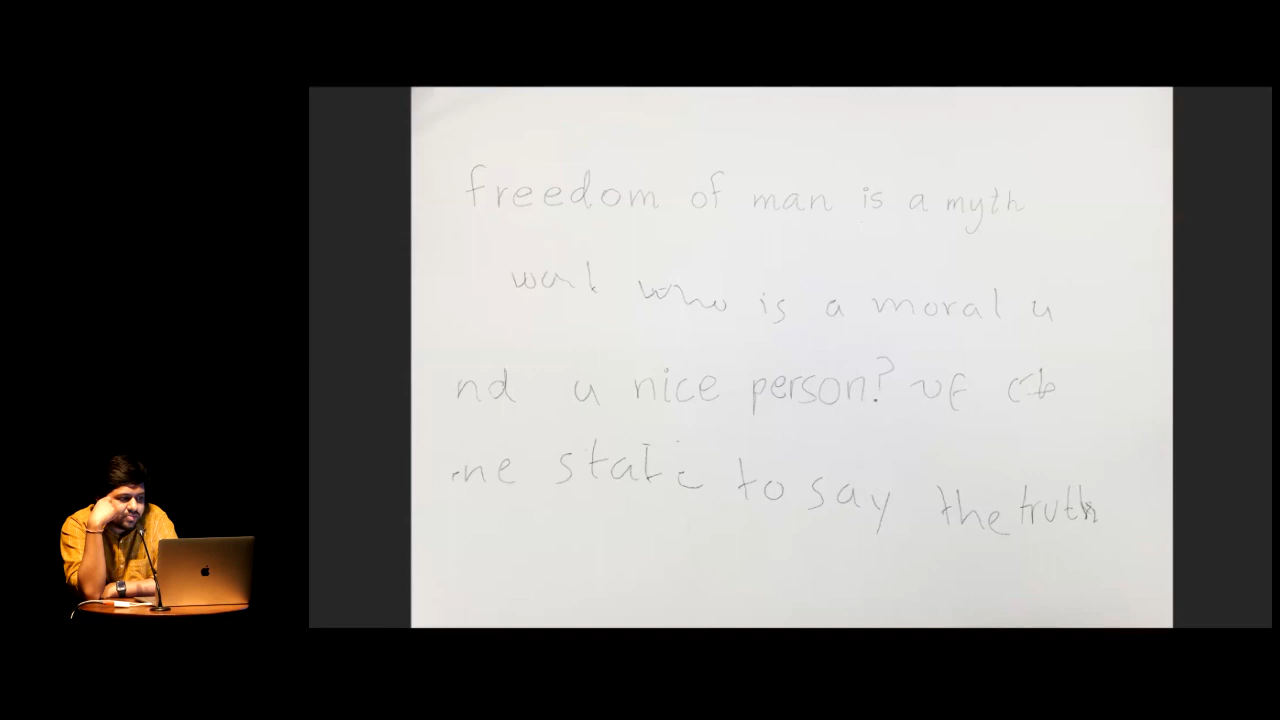 freedom of man is a myth
who is a moral u
nd u nice person?
to say the truth